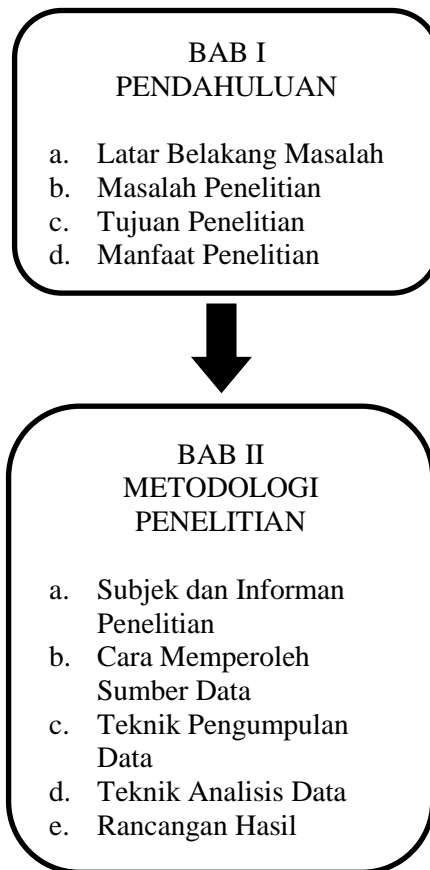 BAB I
PENDAHULUAN
a. Latar Belakang Masalah
b. Masalah Penelitian
c. Tujuan Penelitian
d. Manfaat Penelitian
BAB II
METODOLOGI
PENELITIAN
a. Subjek dan Informan
Penelitian
b. Cara Memperoleh
Sumber Data
c. Teknik Pengumpulan
Data
d. Teknik Analisis Data
e. Rancangan Hasil